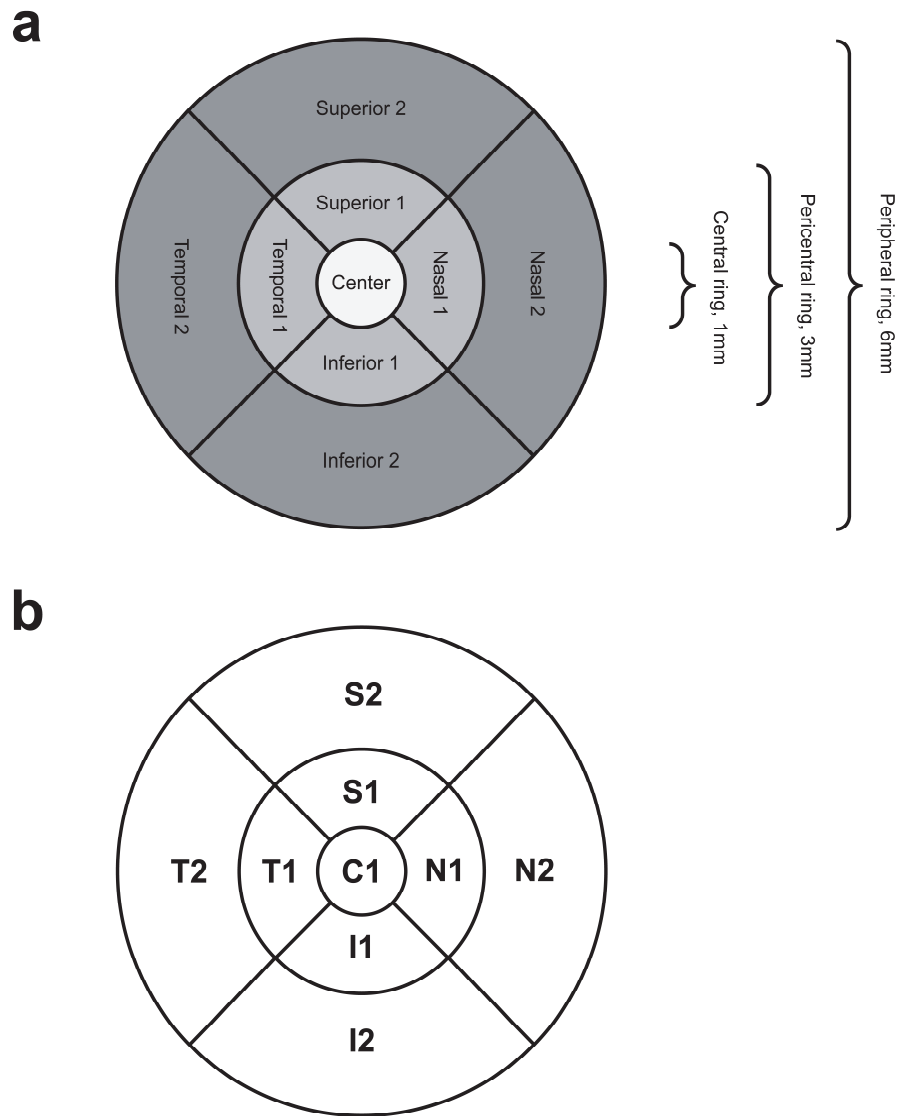 a
Superior 2
Superior 1
Temporal 2
Temporal 1
Center
Nasal 1
Nasal 2
Inferior 1
Inferior 2
Central ring, 1mm
Pericentral ring, 3mm
Peripheral ring, 6mm
b
S2
S1
T2
T1
C1
N1
N2
I1
I2